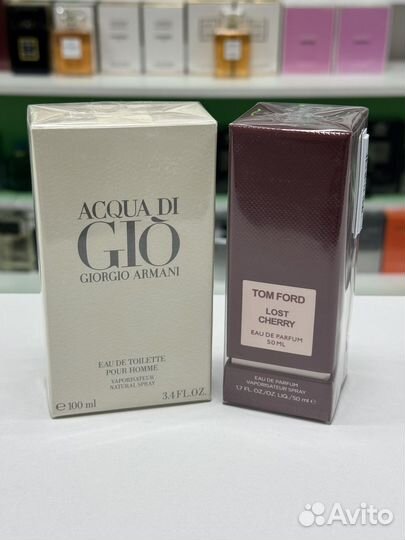 ACQUA DI
GIÒ
GIORGIO ARMANI
EAU DE TOILETTE
POUR HOMME
VAPORISATEUR
NATURAL SPRAY
e 100 ml
3.4 FL.OZ.
TOM FORD
LOST
CHERRY
EAU DE PARFUM
50 ML
EAU DE PARFUM
VAPORISATEUR SPRAY
1,7 FL. OZ./OZ. LIQ./50 ml e
Avito